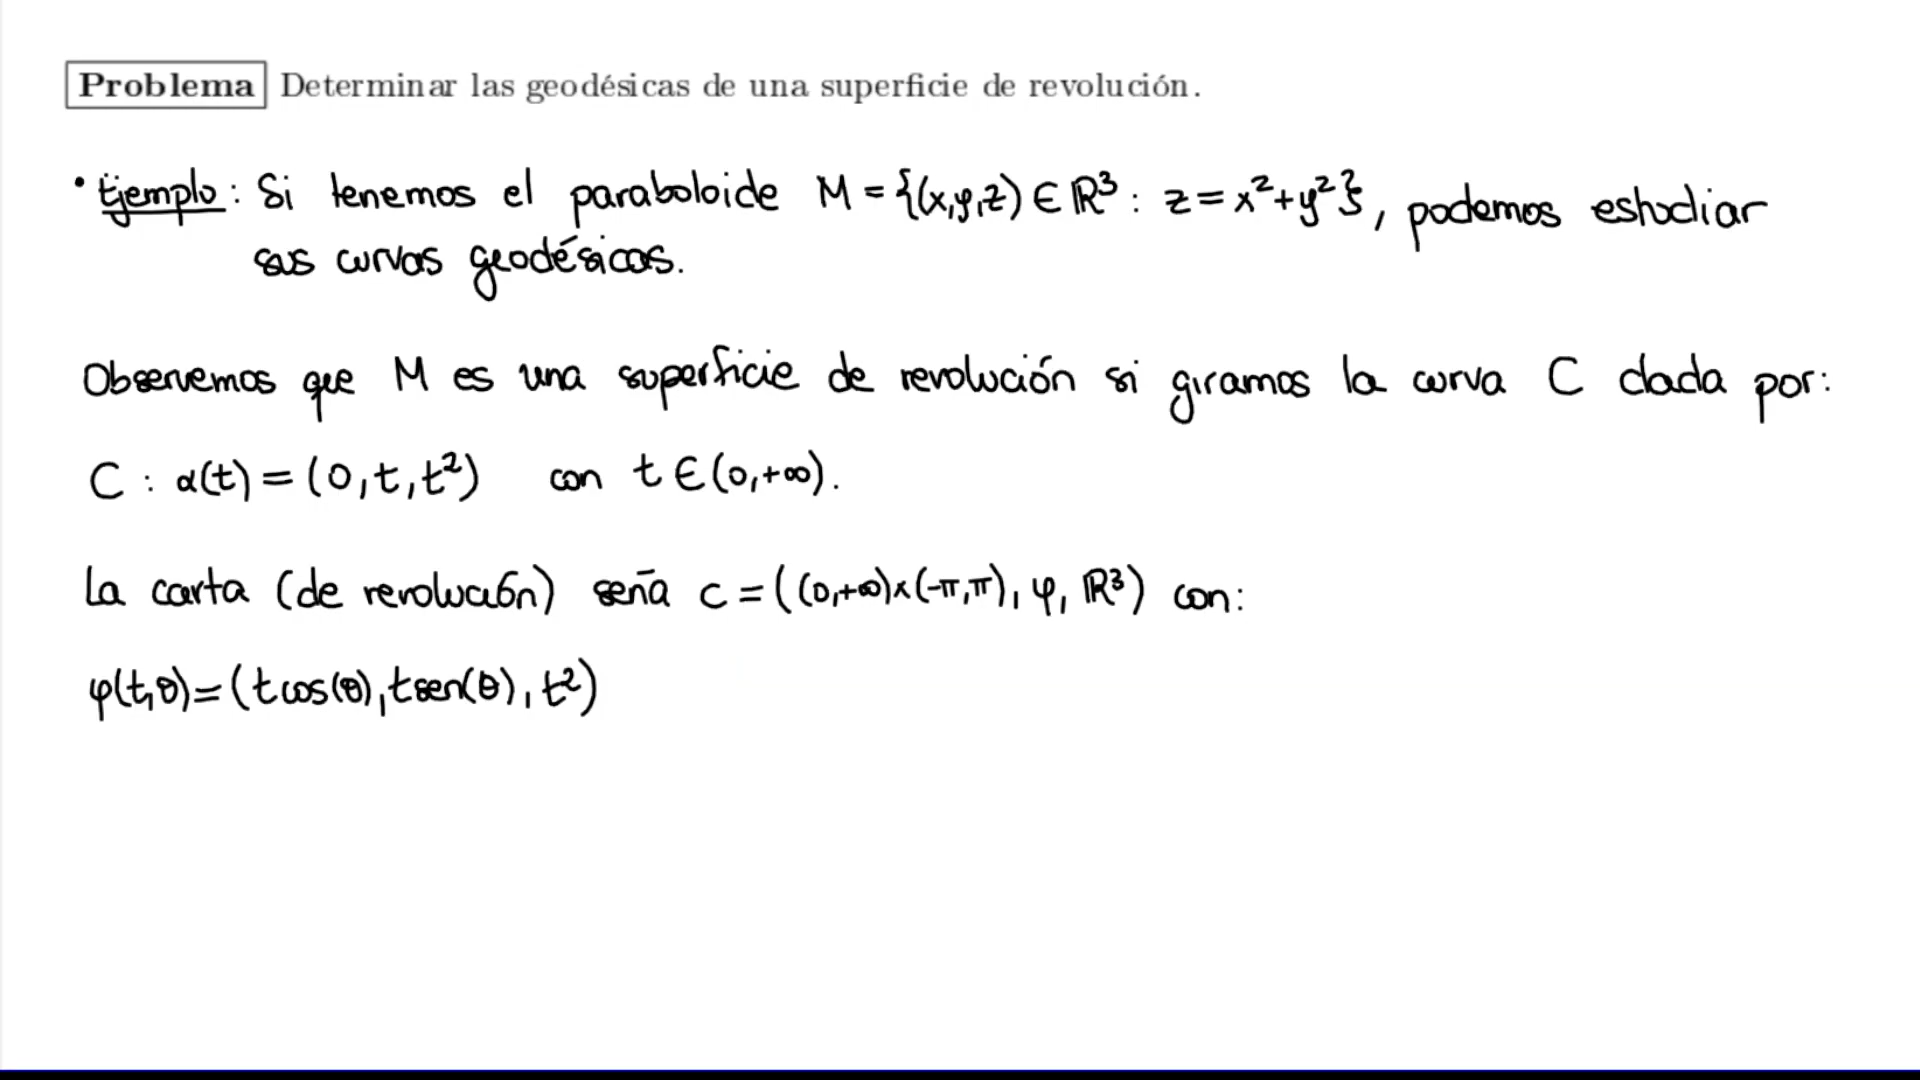 Problema Determinar las geodésicas de una superficie de revolución.
• Ejemplo: Si tenemos el paraboloide M = {(x,y,z) ∈ ℝ³ : z = x² + y²}, podemos estudiar
sus curvas geodésicas.
Observemos que M es una superficie de revolución si giramos la curva C dada por:
C : α(t) = (0, t, t²) con t ∈ (0, +∞).
La carta (de revolución) sería c = ((0,+∞)×(-π,π), φ, ℝ³) con:
φ(t,θ) = (t cos(θ), t sen(θ), t²)